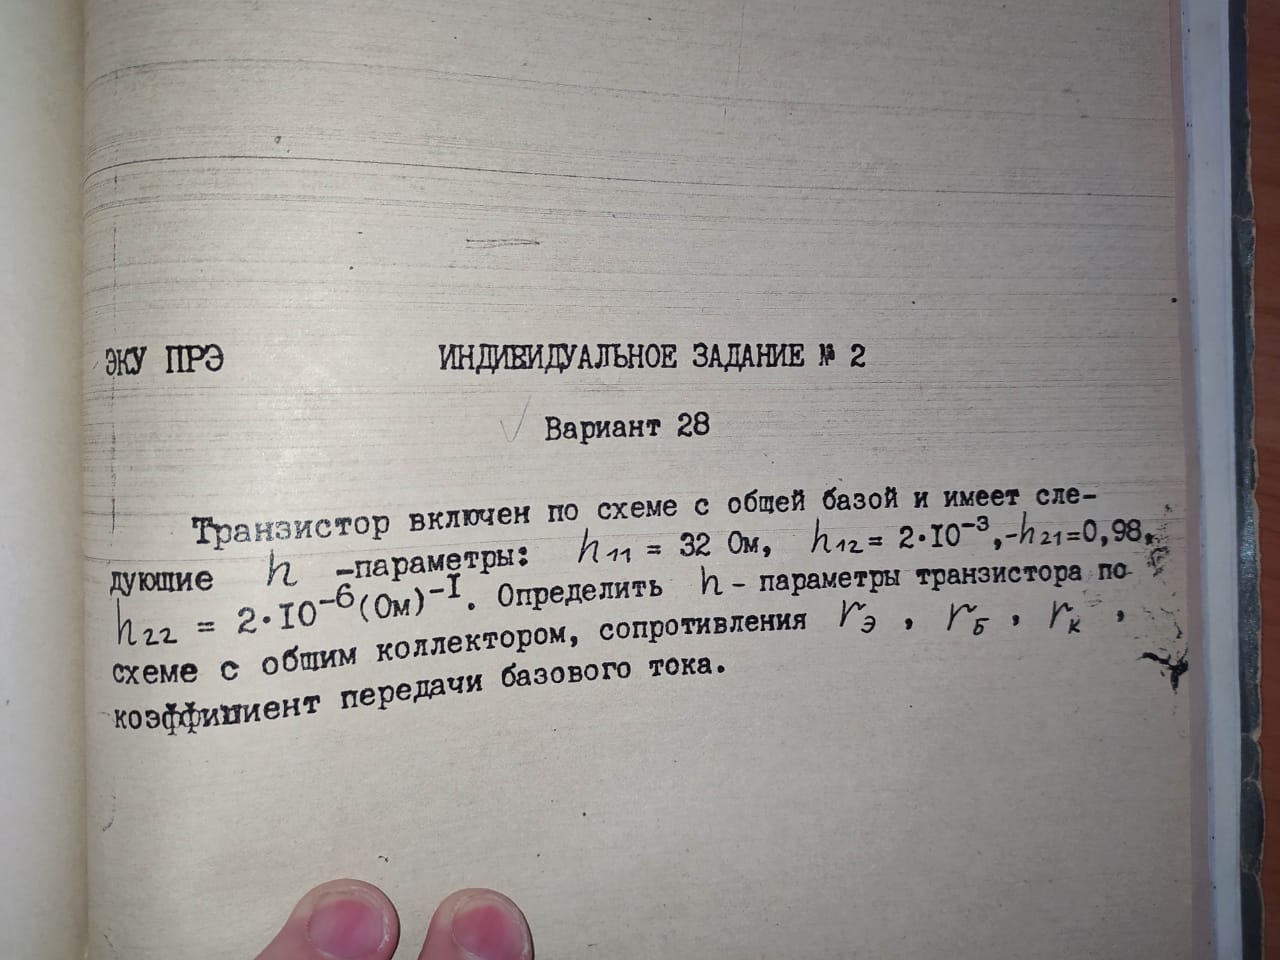 ЭКУ ПРЭ ИНДИВИДУАЛЬНОЕ ЗАДАНИЕ № 2
Вариант 28
Транзистор включен по схеме с общей базой и имеет сле-
дующие h -параметры: h₁₁ = 32 Ом, h₁₂ = 2·10⁻³, -h₂₁=0,98,
h₂₂ = 2·10⁻⁶(Ом)⁻¹. Определить h - параметры транзистора по
схеме с общим коллектором, сопротивления rЭ , rБ , rК ,
коэффициент передачи базового тока.